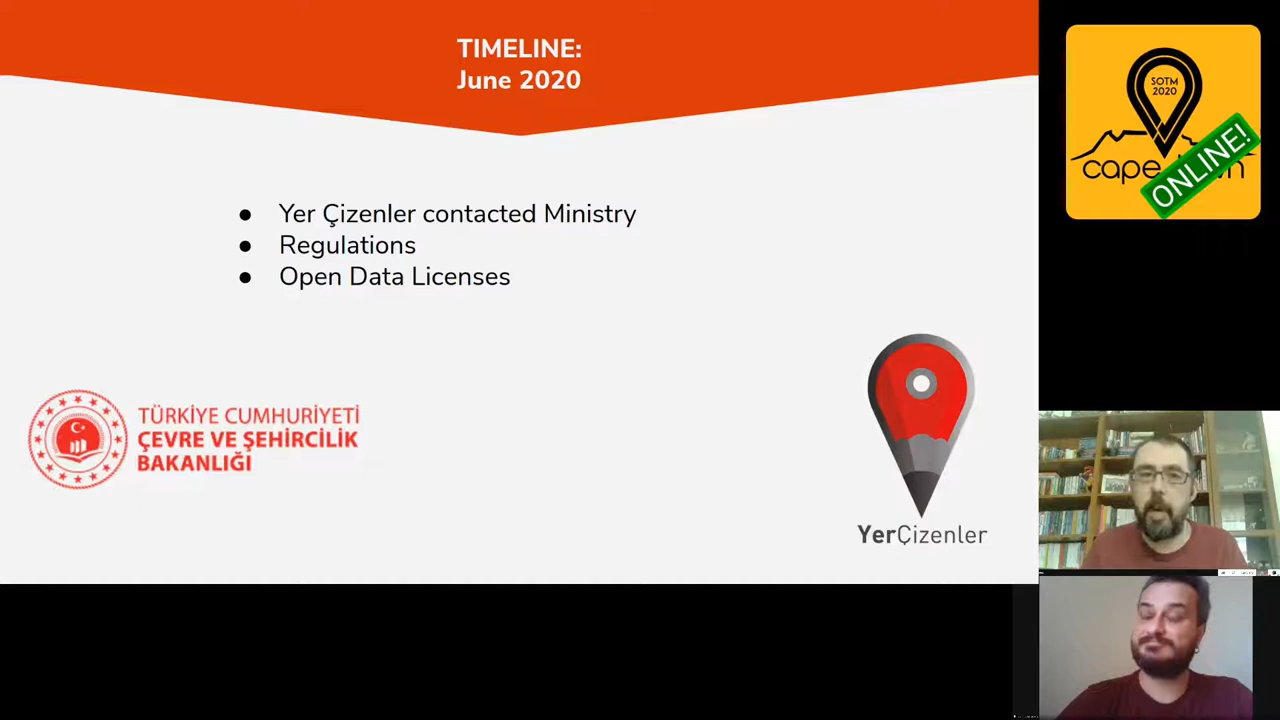 TIMELINE:
June 2020
● Yer Çizenler contacted Ministry
● Regulations
● Open Data Licenses
TÜRKİYE CUMHURİYETİ
ÇEVRE VE ŞEHİRCİLİK
BAKANLIĞI
YerÇizenler
SOTM
2020
cape
ONLINE!